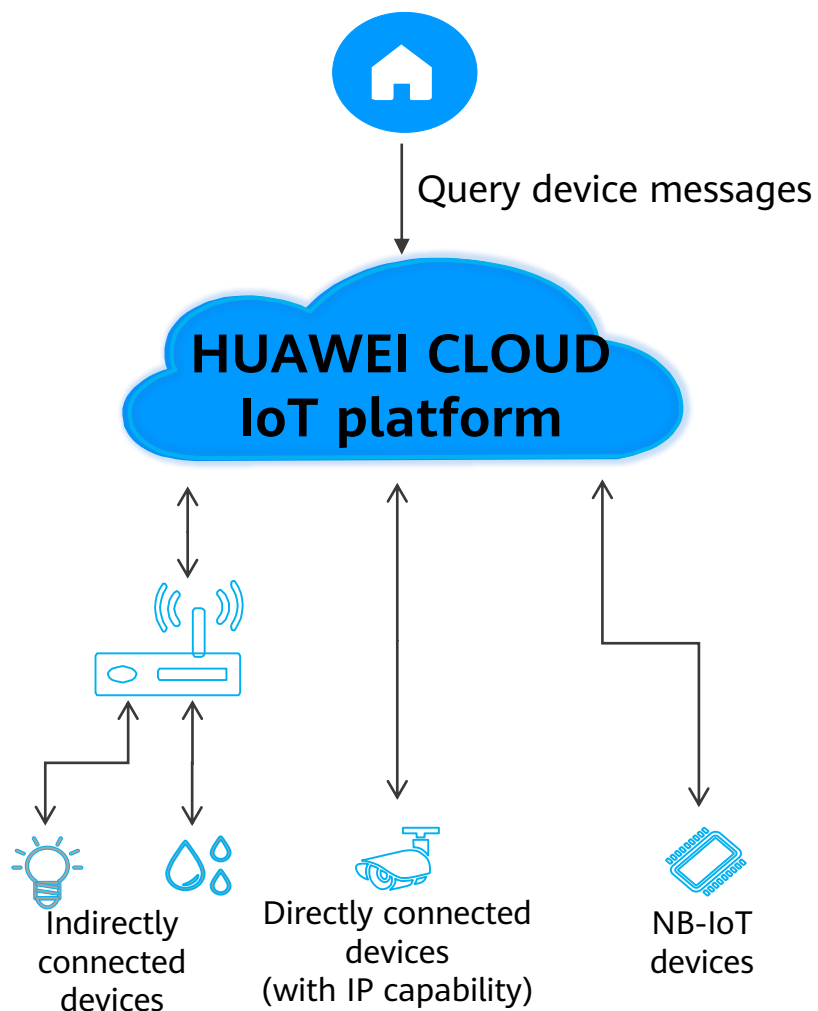 Query device messages
HUAWEI CLOUD
IoT platform
Indirectly
connected
devices
Directly connected
devices
(with IP capability)
NB-IoT
devices